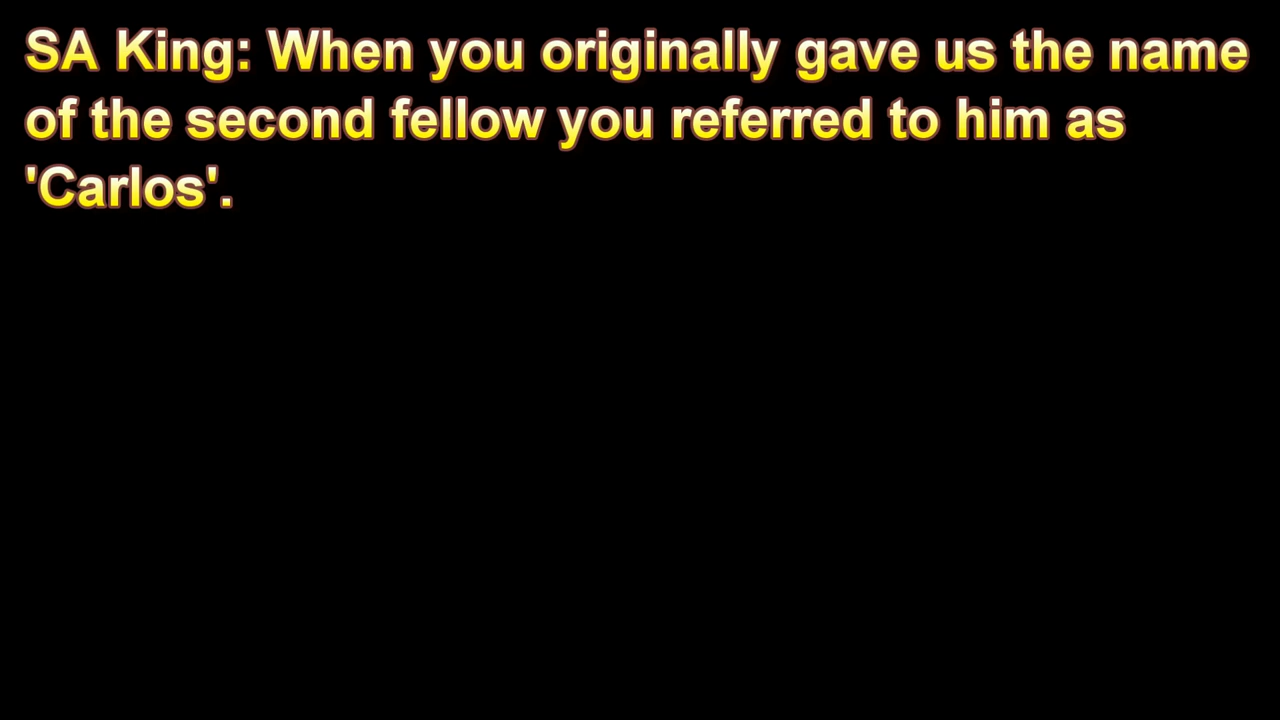 SA King: When you originally gave us the name
of the second fellow you referred to him as
'Carlos'.